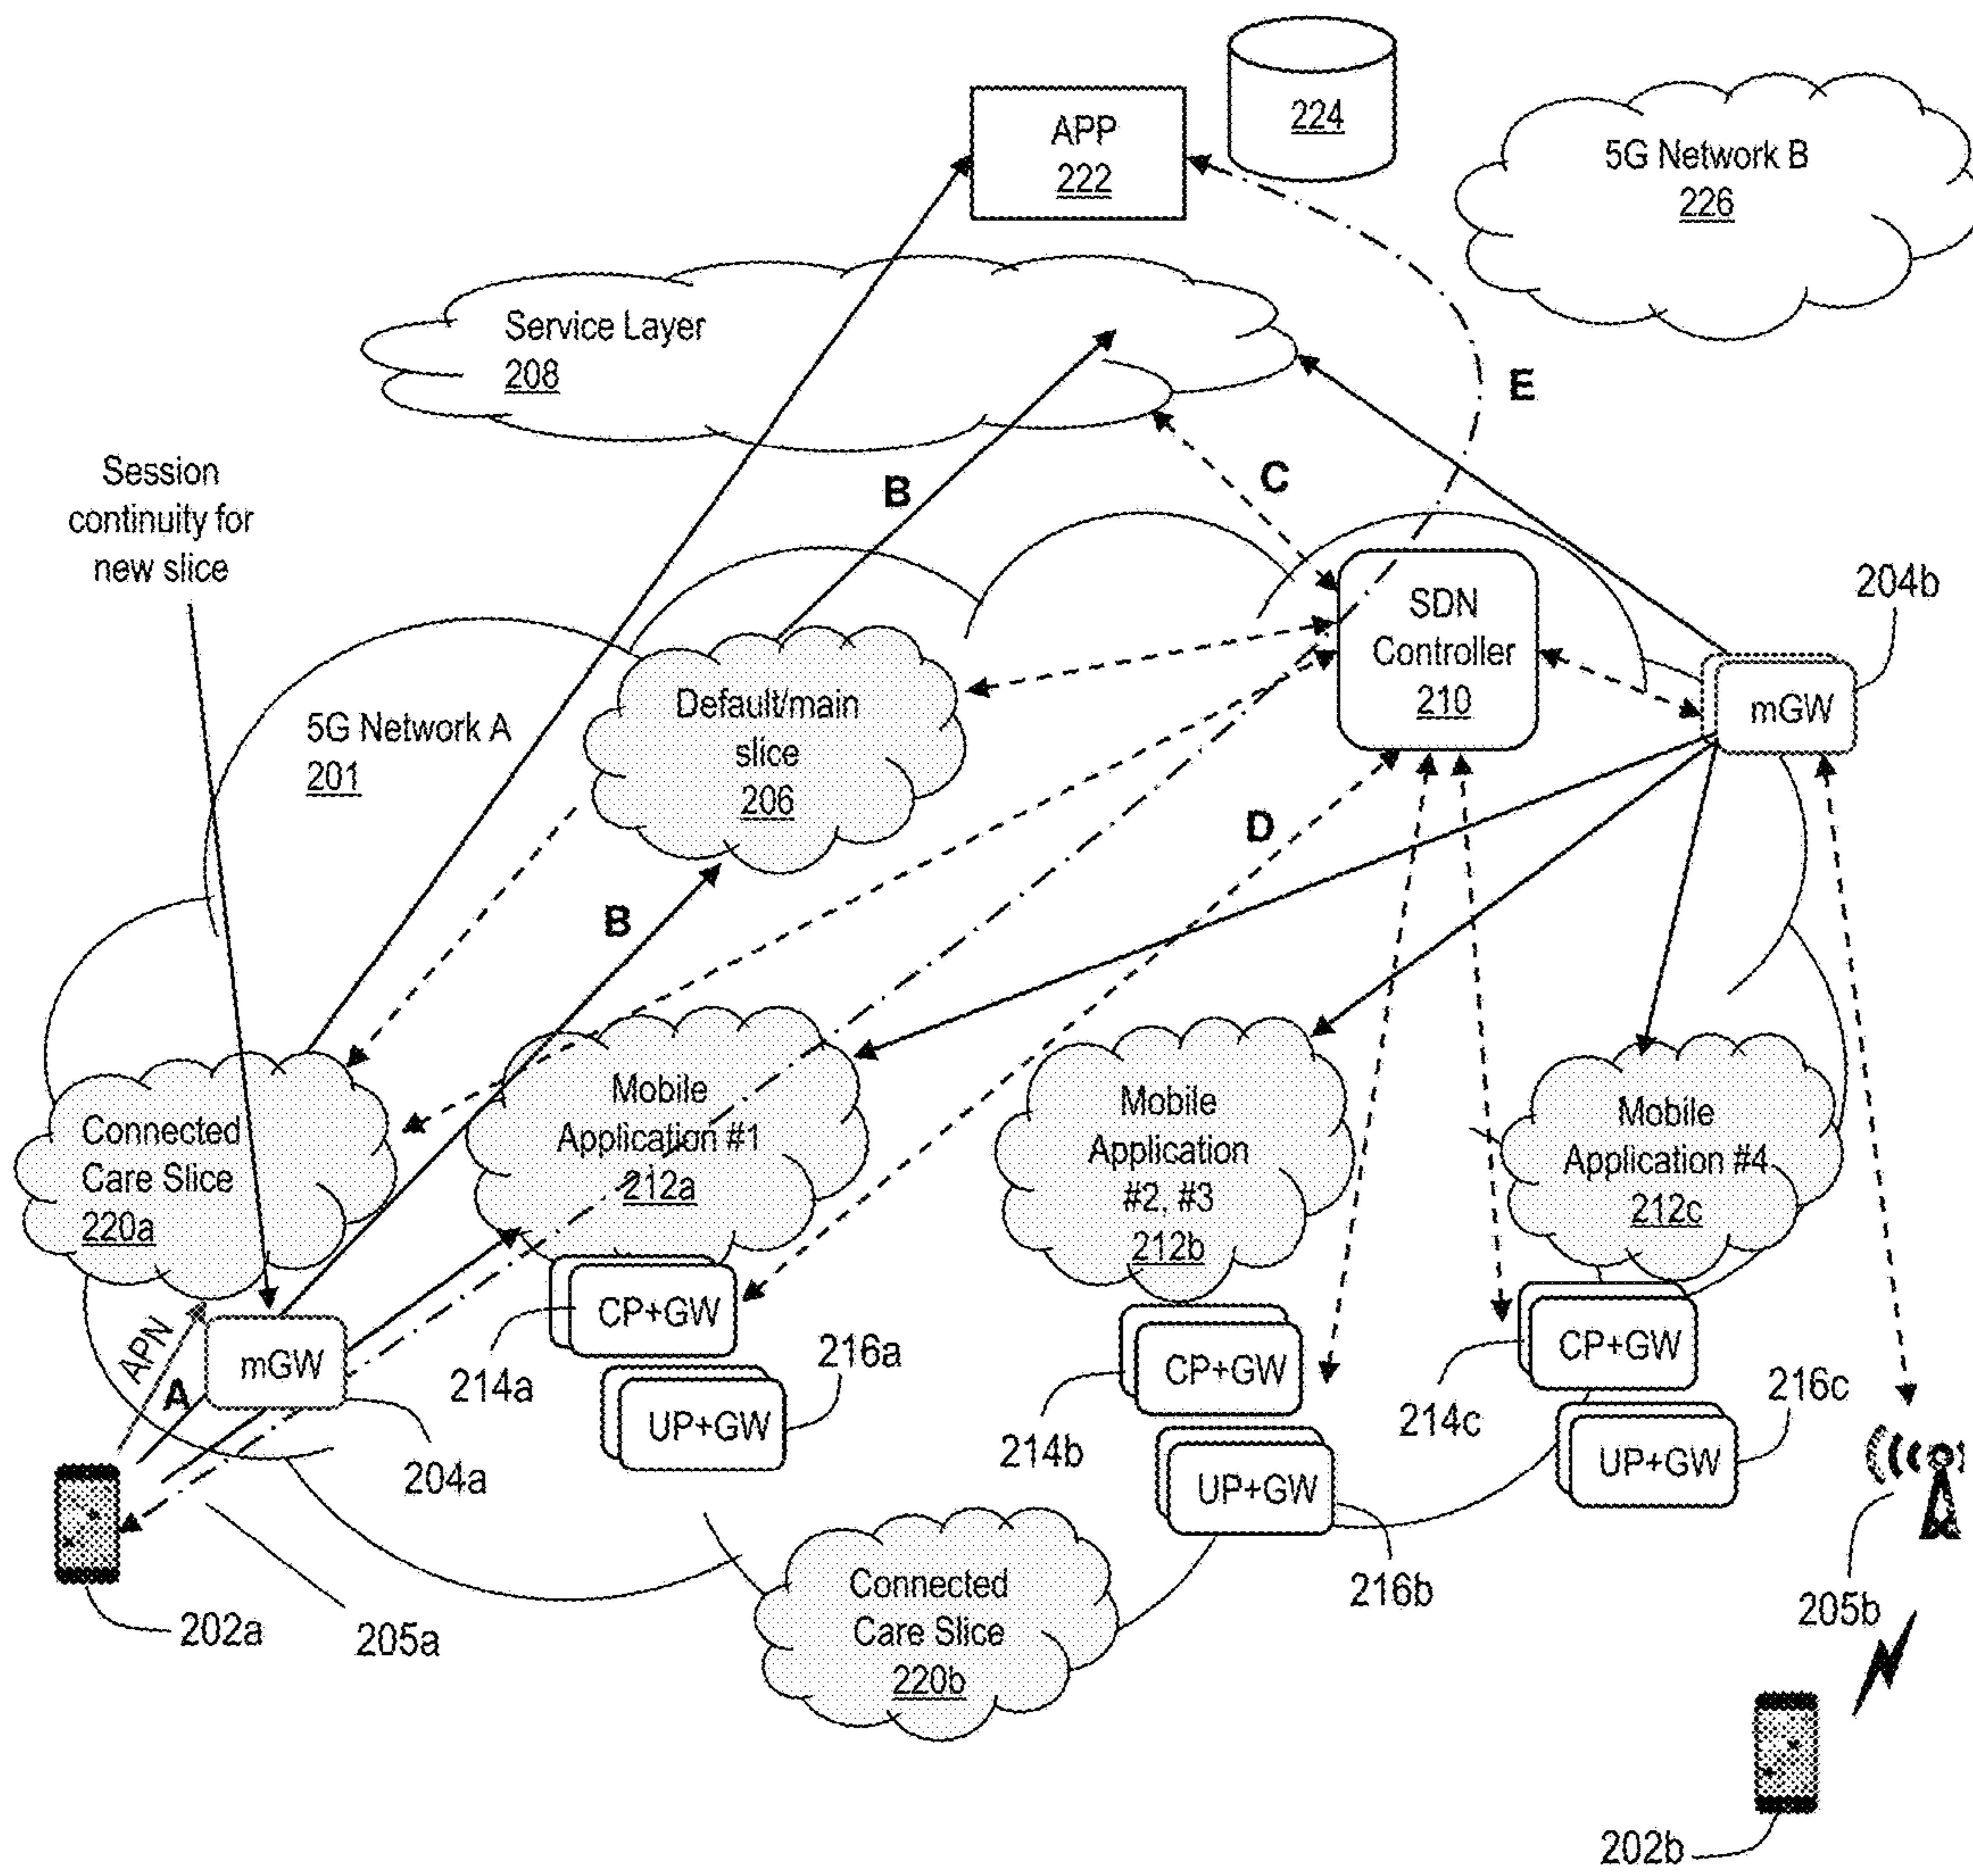 APP
222
224
5G Network B
226
Service Layer
208
E
Session
continuity for
new slice
B
C
SDN
Controller
210
204b
mGW
5G Network A
201
Default/main
slice
206
D
B
Connected
Care Slice
220a
Mobile
Application #1
212a
Mobile
Application
#2, #3
212b
Mobile
Application #4
212c
APN
A
mGW
204a
CP+GW
214a
216a
UP+GW
CP+GW
214b
UP+GW
216b
CP+GW
214c
216c
UP+GW
202a
205a
Connected
Care Slice
220b
205b
202b